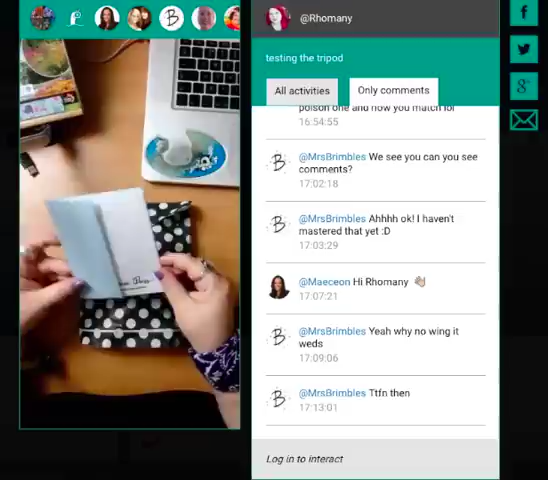 @Rhomany
testing the tripod
All activities
Only comments
poison one and now you match lol
16:54:55
@MrsBrimbles We see you can you see
comments?
17:02:18
@MrsBrimbles Ahhhh ok! I haven't
mastered that yet :D
17:03:29
@Maeceon Hi Rhomany 👋🏼
17:07:21
@MrsBrimbles Yeah why no wing it
weds
17:09:06
@MrsBrimbles Ttfn then
17:13:01
Log in to interact